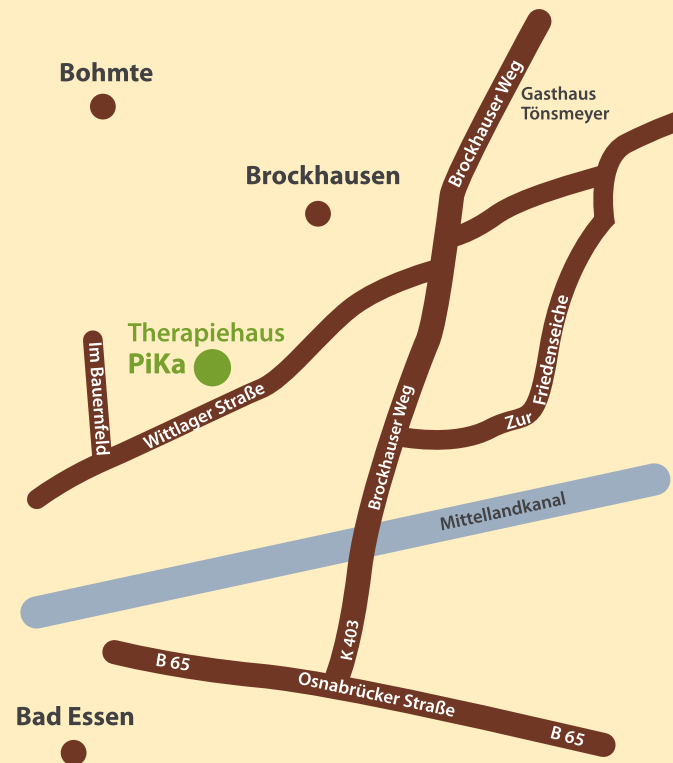 Bohmte
Brockhauser Weg
Gasthaus
Tönsmeyer
Brockhausen
Therapiehaus
PiKa
Im Bauernfeld
Wittlager Straße
Zur Friedenseiche
Brockhauser Weg
Mittellandkanal
K 403
B 65
Osnabrücker Straße
B 65
Bad Essen